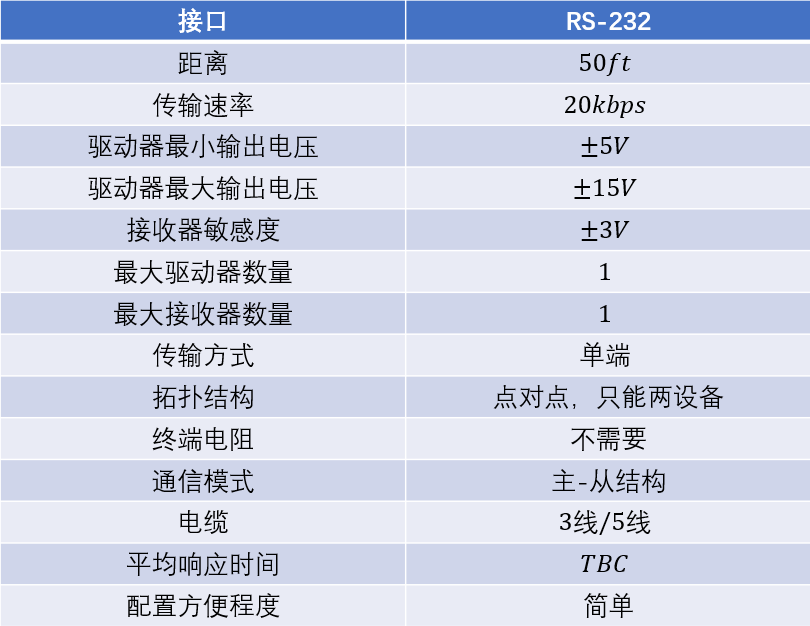 接口 RS-232
距离 50ft
传输速率 20kbps
驱动器最小输出电压 ±5V
驱动器最大输出电压 ±15V
接收器敏感度 ±3V
最大驱动器数量 1
最大接收器数量 1
传输方式 单端
拓扑结构 点对点，只能两设备
终端电阻 不需要
通信模式 主-从结构
电缆 3线/5线
平均响应时间 TBC
配置方便程度 简单